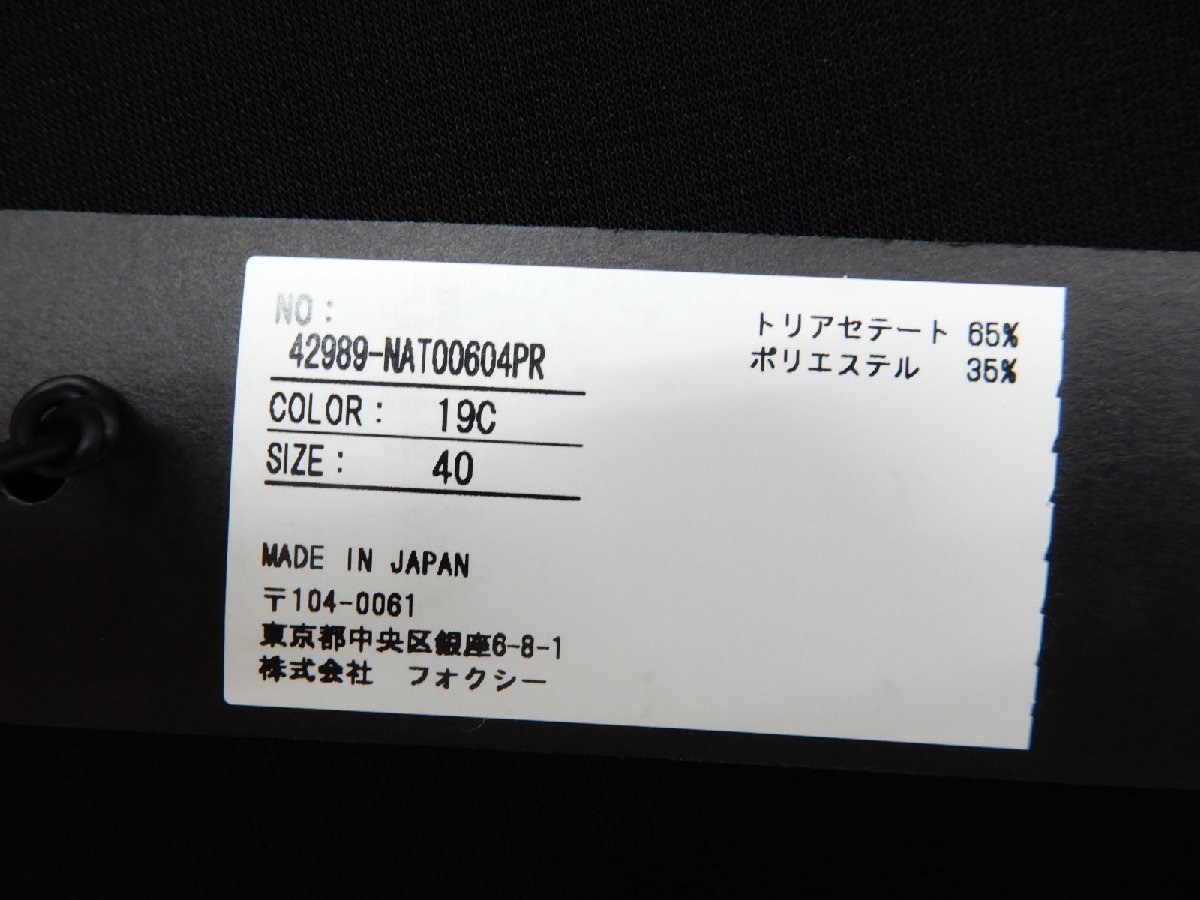 NO:
42989-NAT00604PR
COLOR: 19C
SIZE: 40
トリアセテート 65%
ポリエステル 35%
MADE IN JAPAN
〒104-0061
東京都中央区銀座6-8-1
株式会社 フォクシー